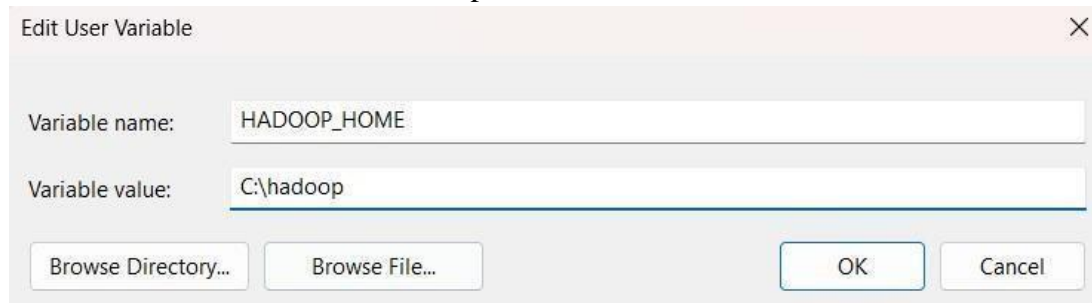 Edit User Variable
Variable name: HADOOP_HOME
Variable value: C:\hadoop
Browse Directory... Browse File... OK Cancel